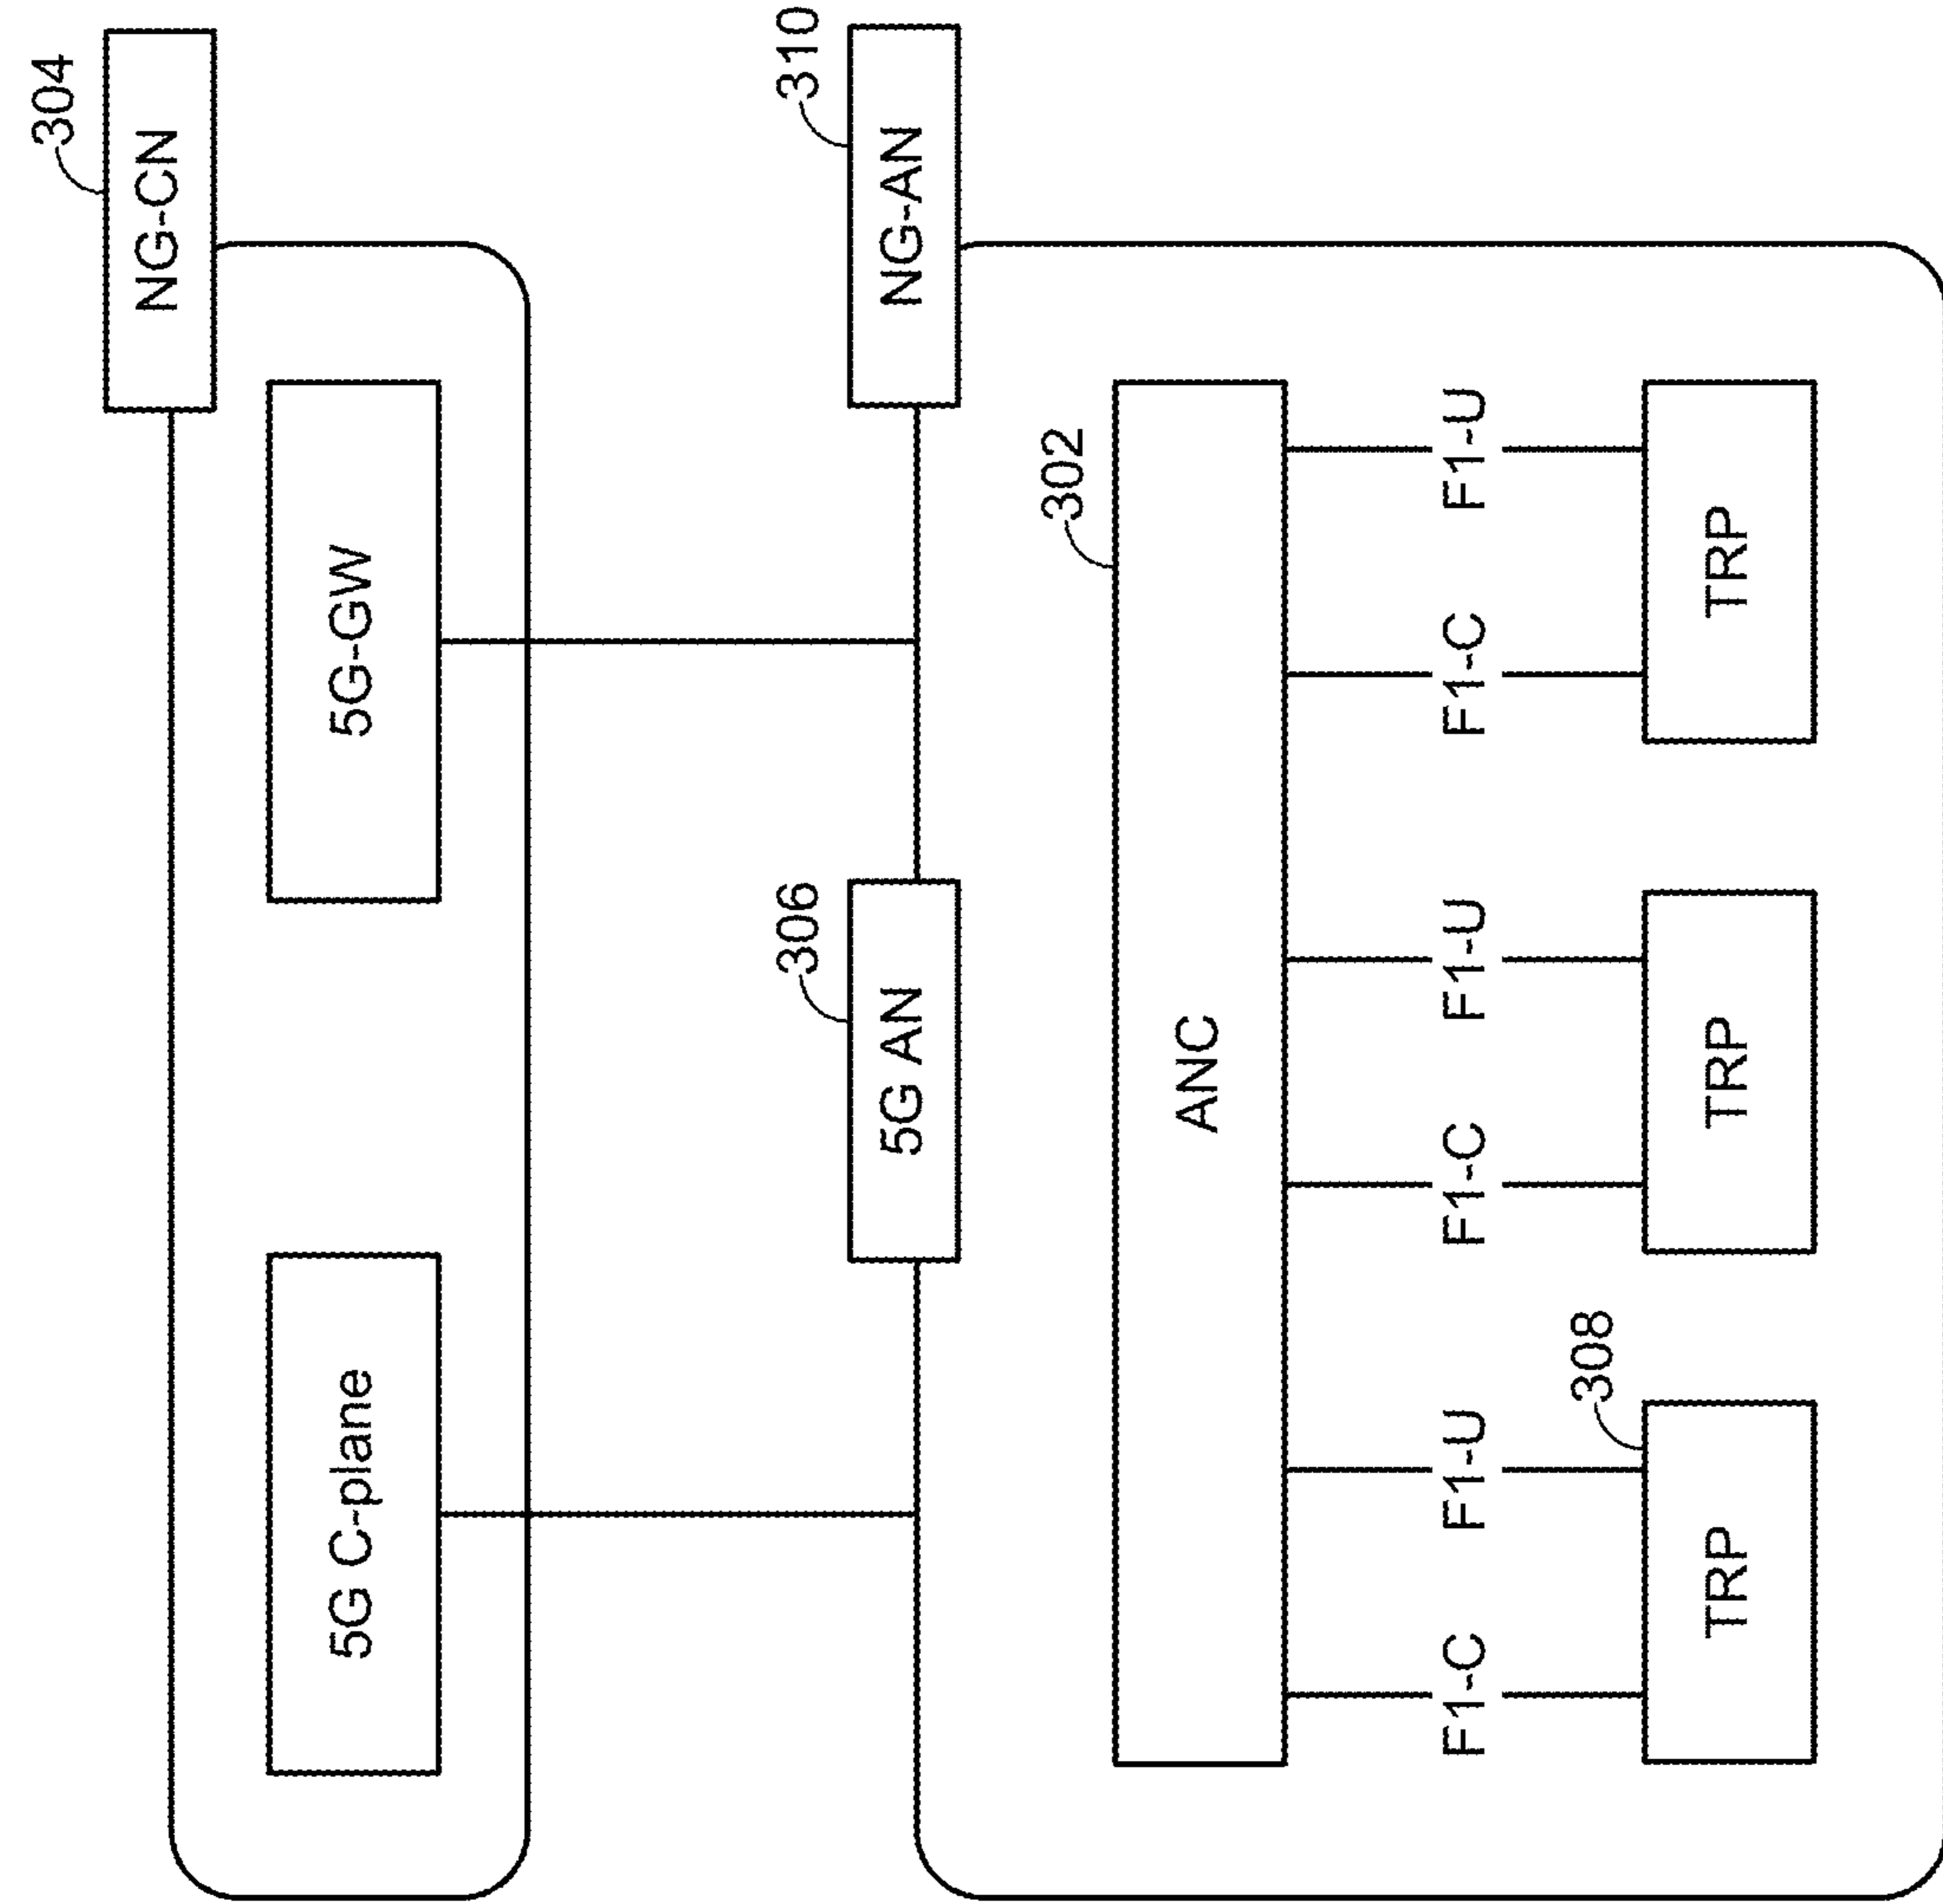 304
NG-CN
5G C-plane
5G-GW
306
310
5G AN
NG-AN
302
ANC
F1-C
F1-U
F1-C
F1-U
F1-C
F1-U
308
TRP
TRP
TRP